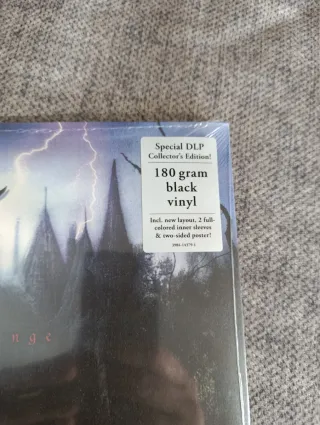 Special DLP
Collector's Edition!
180 gram
black
vinyl
Incl. new layout, 2 full-
colored inner sleeves
& two-sided poster!
nge